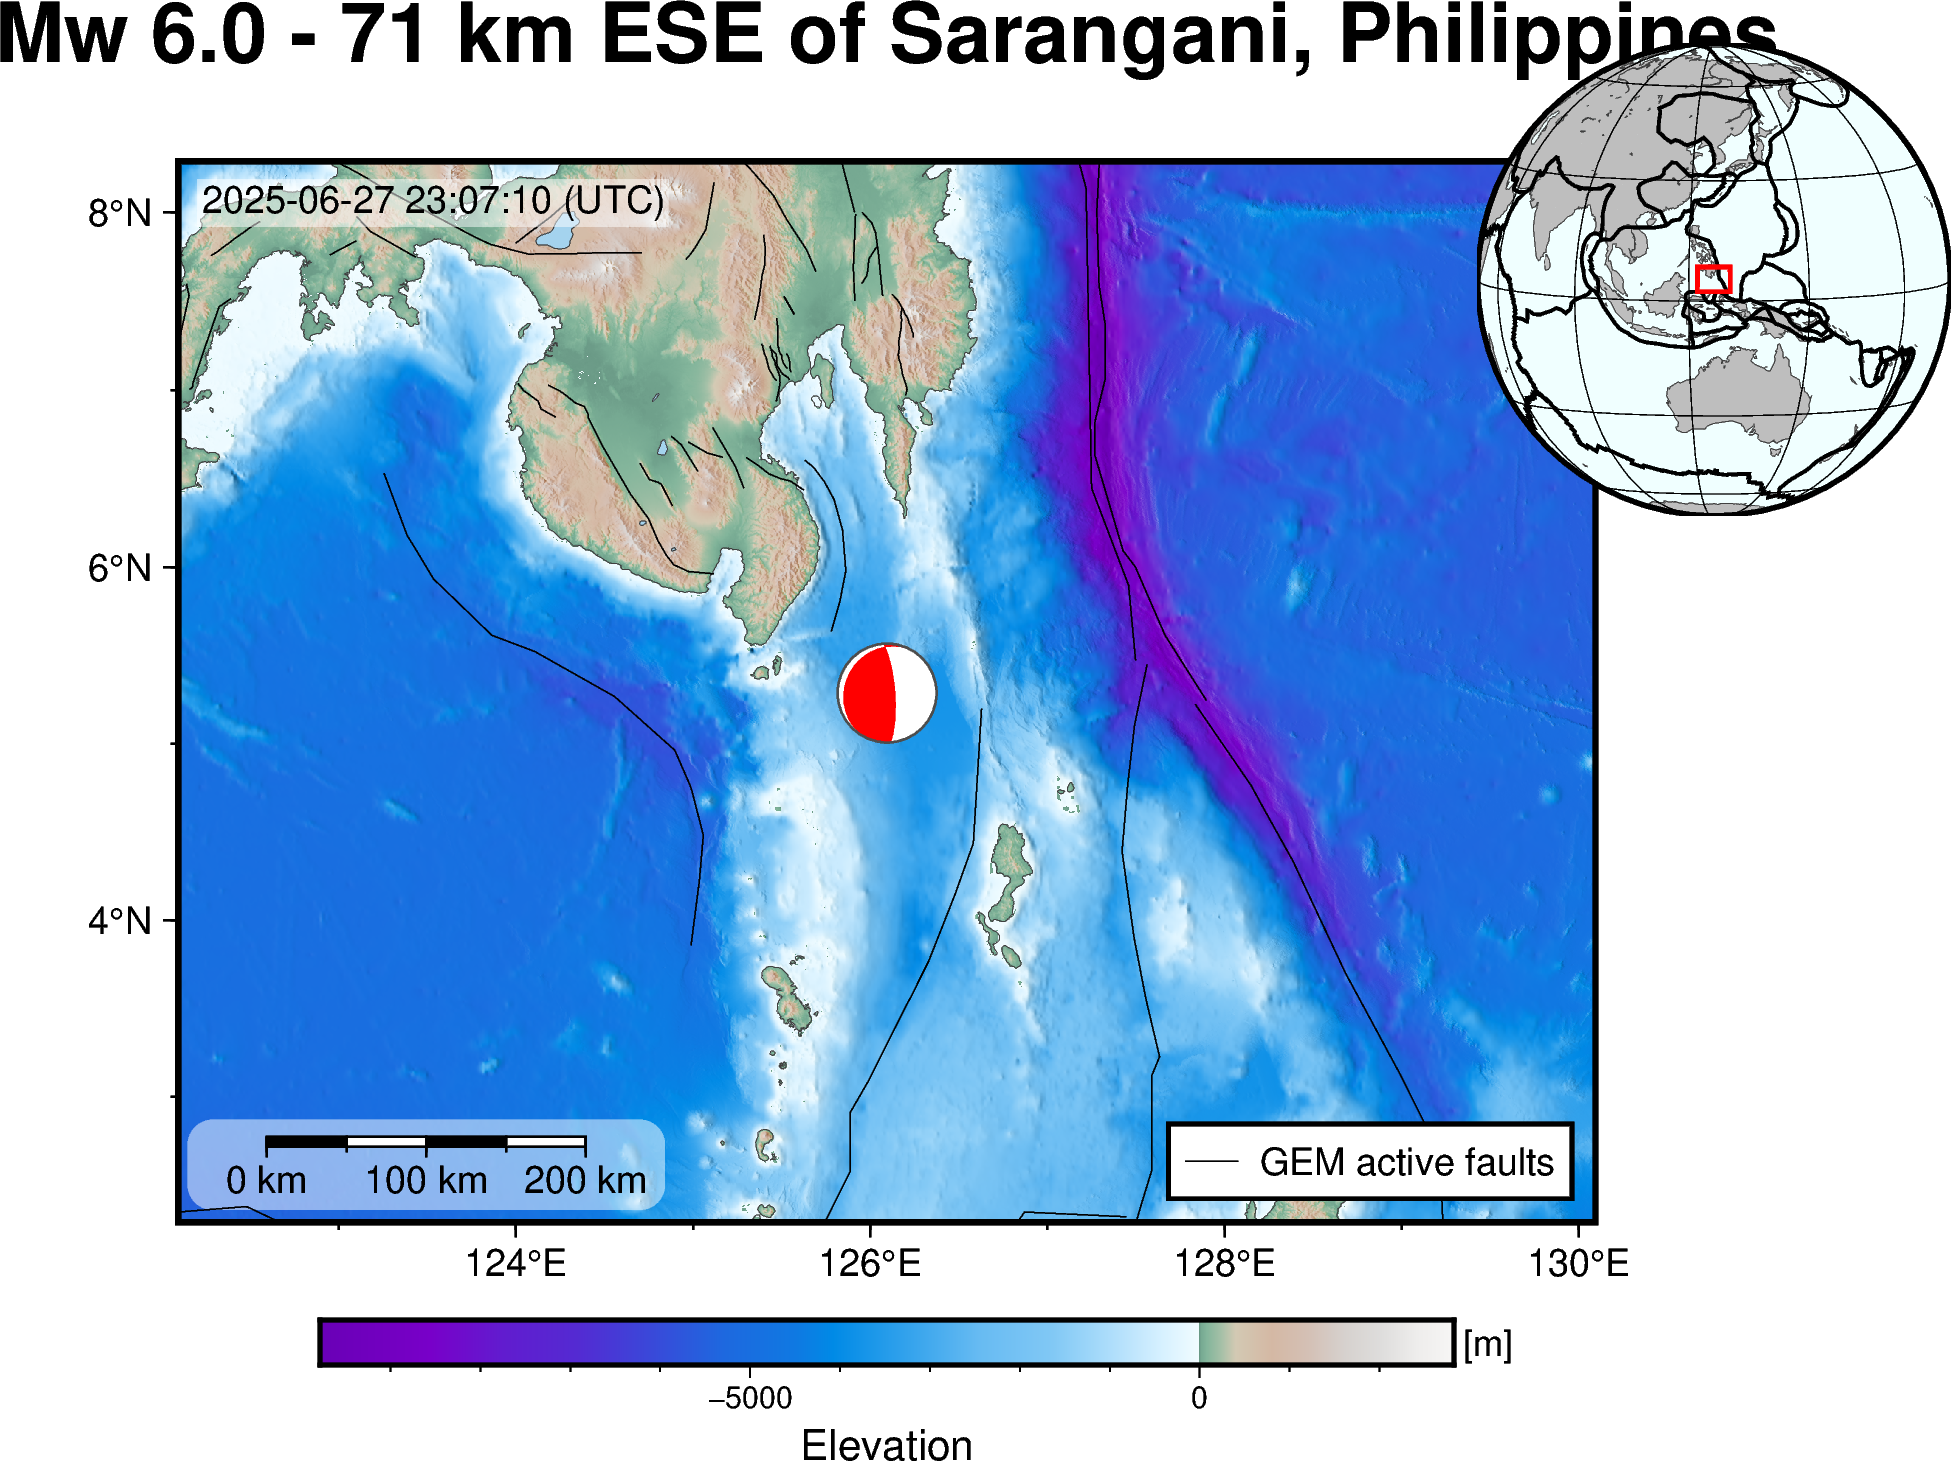 Mw 6.0 - 71 km ESE of Sarangani, Philippines
2025-06-27 23:07:10 (UTC)
8°N
6°N
4°N
0 km 100 km 200 km
GEM active faults
124°E 126°E 128°E 130°E
[m]
−5000 0
Elevation